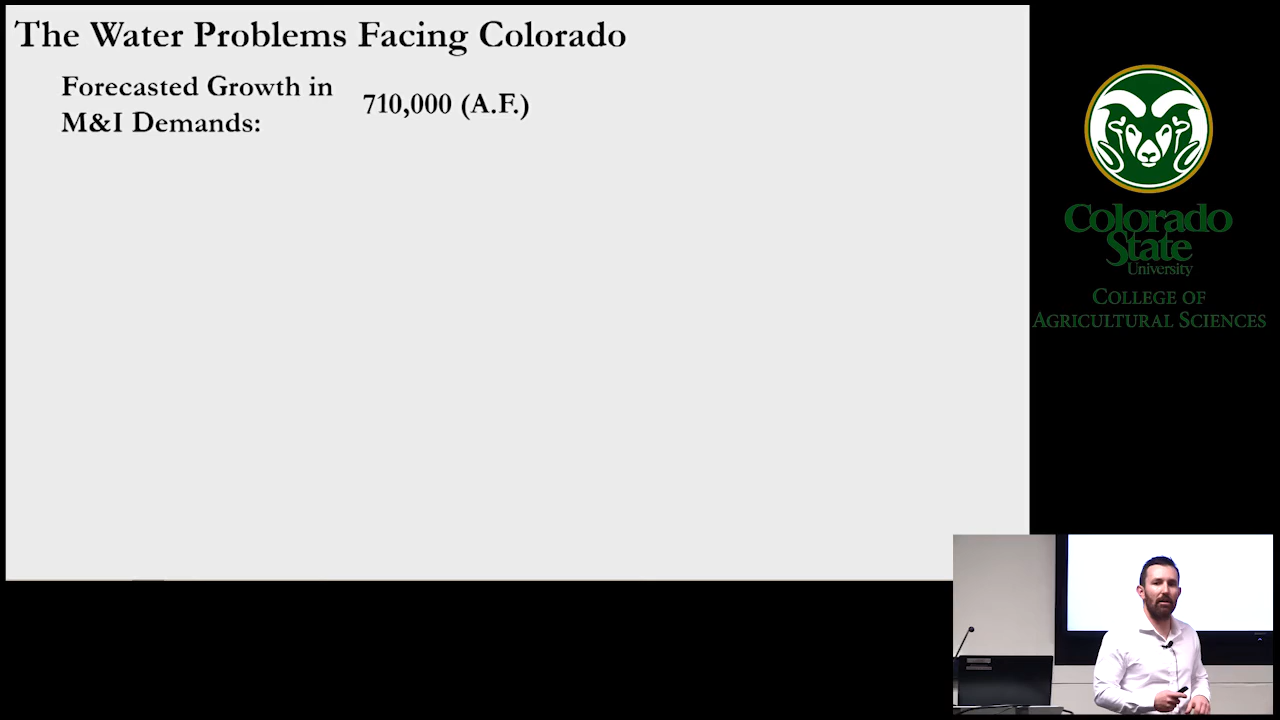 The Water Problems Facing Colorado
Forecasted Growth in
M&I Demands:
710,000 (A.F.)
Colorado
State
University
COLLEGE OF
AGRICULTURAL SCIENCES